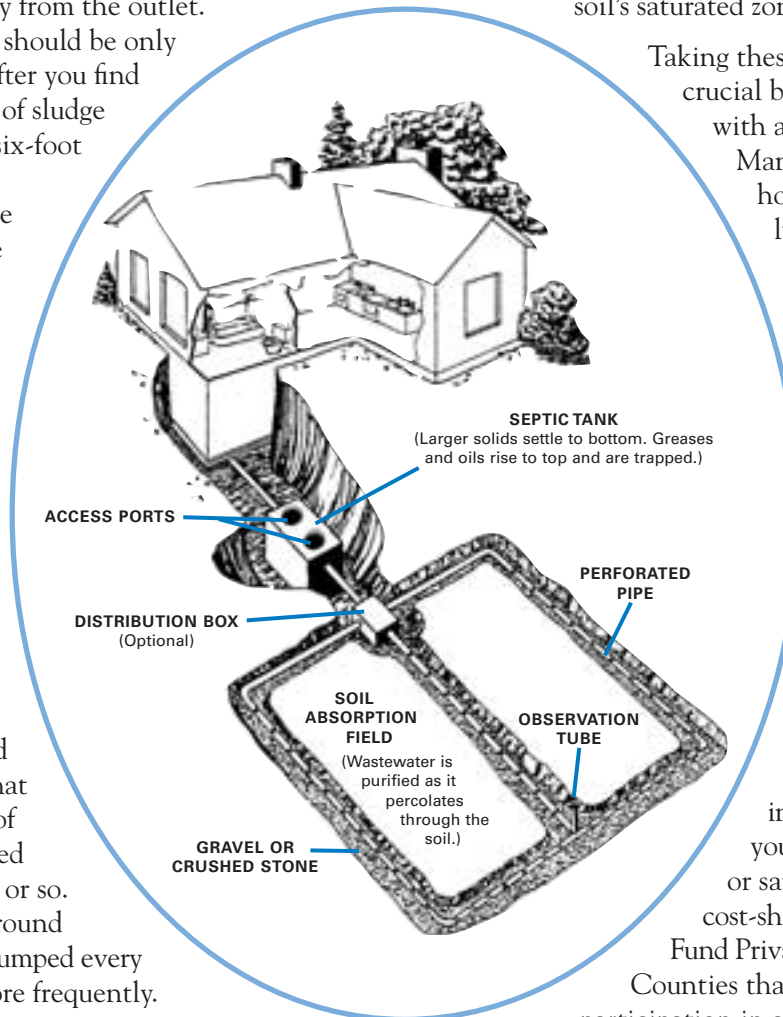 y from the outlet.
should be only
fter you find
of sludge
six-foot
e
e
d
hat
of
ed
or so.
round
umped every
ore frequently.
SEPTIC TANK
(Larger solids settle to bottom. Greases
and oils rise to top and are trapped.)
ACCESS PORTS
DISTRIBUTION BOX
(Optional)
PERFORATED
PIPE
SOIL
ABSORPTION
FIELD
(Wastewater is
purified as it
percolates
through the
soil.)
OBSERVATION
TUBE
GRAVEL OR
CRUSHED STONE
soil's saturated zon
Taking thes
crucial b
with a
Mar
ho
in
you
or sa
cost-sh
Fund Priva
Counties tha
participation in